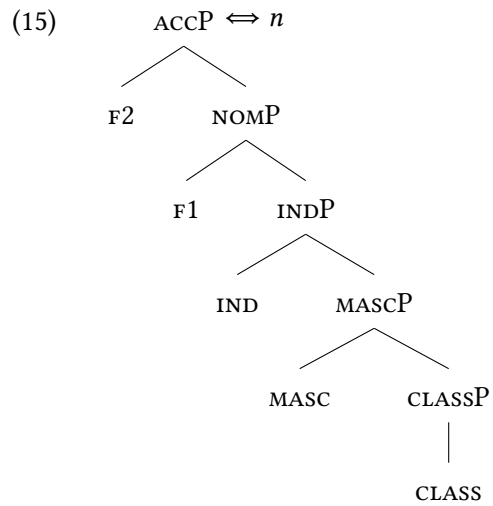 (15) ACCP ⇔ n
F2 NOMP
F1 INDP
IND MASCP
MASC CLASSP
CLASS